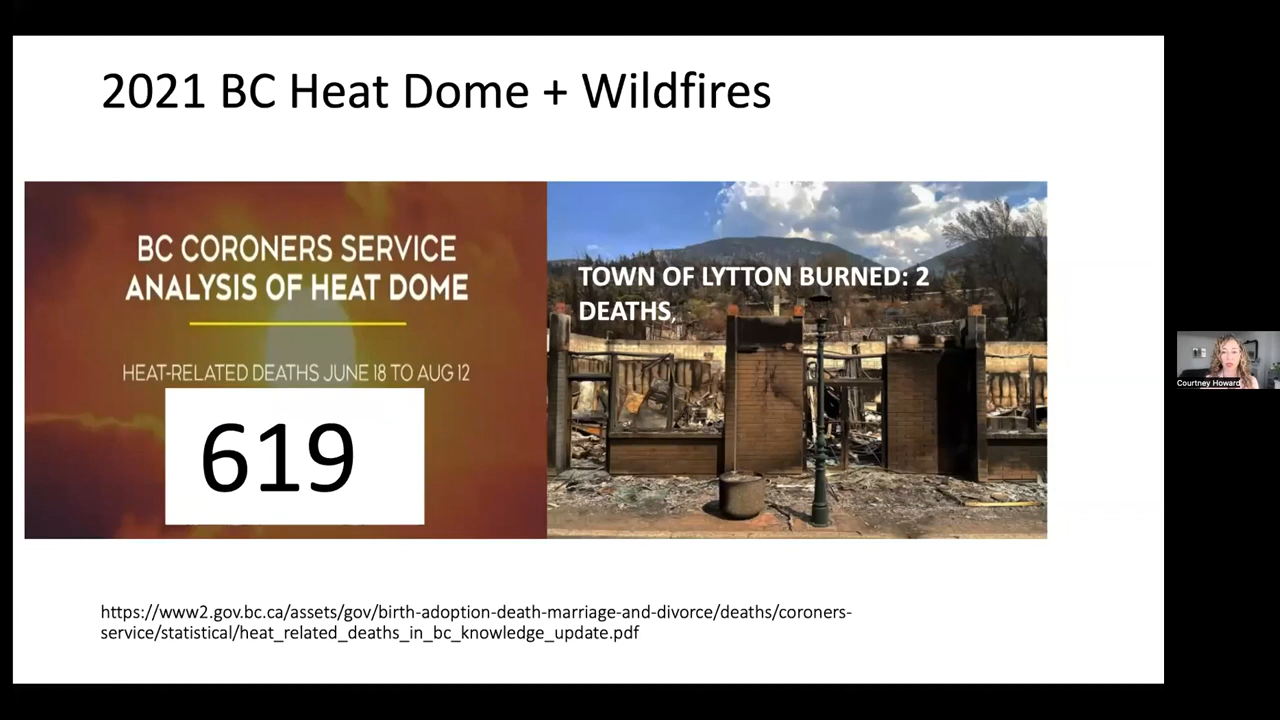 2021 BC Heat Dome + Wildfires
BC CORONERS SERVICE
ANALYSIS OF HEAT DOME
HEAT-RELATED DEATHS JUNE 18 TO AUG 12
619
TOWN OF LYTTON BURNED: 2
DEATHS,
https://www2.gov.bc.ca/assets/gov/birth-adoption-death-marriage-and-divorce/deaths/coroners-
service/statistical/heat_related_deaths_in_bc_knowledge_update.pdf
Courtney Howard